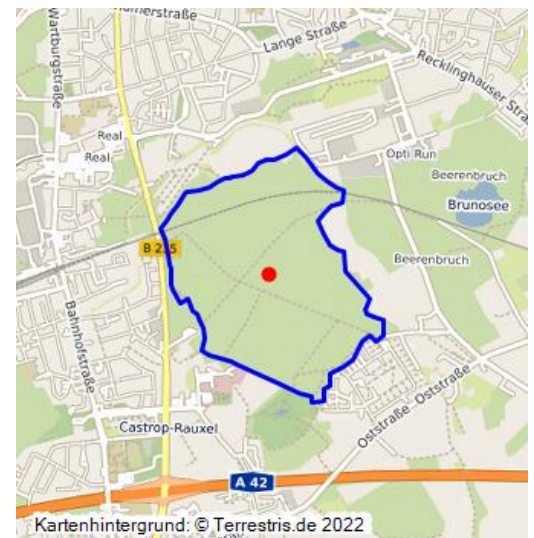 Wartburgstraße
Lange Straße
Recklinghauser
Real
Real
Opti Run
Beerenbruch
Brunosee
B 235
Beerenbruch
Bahnhofstraße
Oststraße
Oststraße
Castrop-Rauxel
A 42
Kartenhintergrund: © Terrestris.de 2022